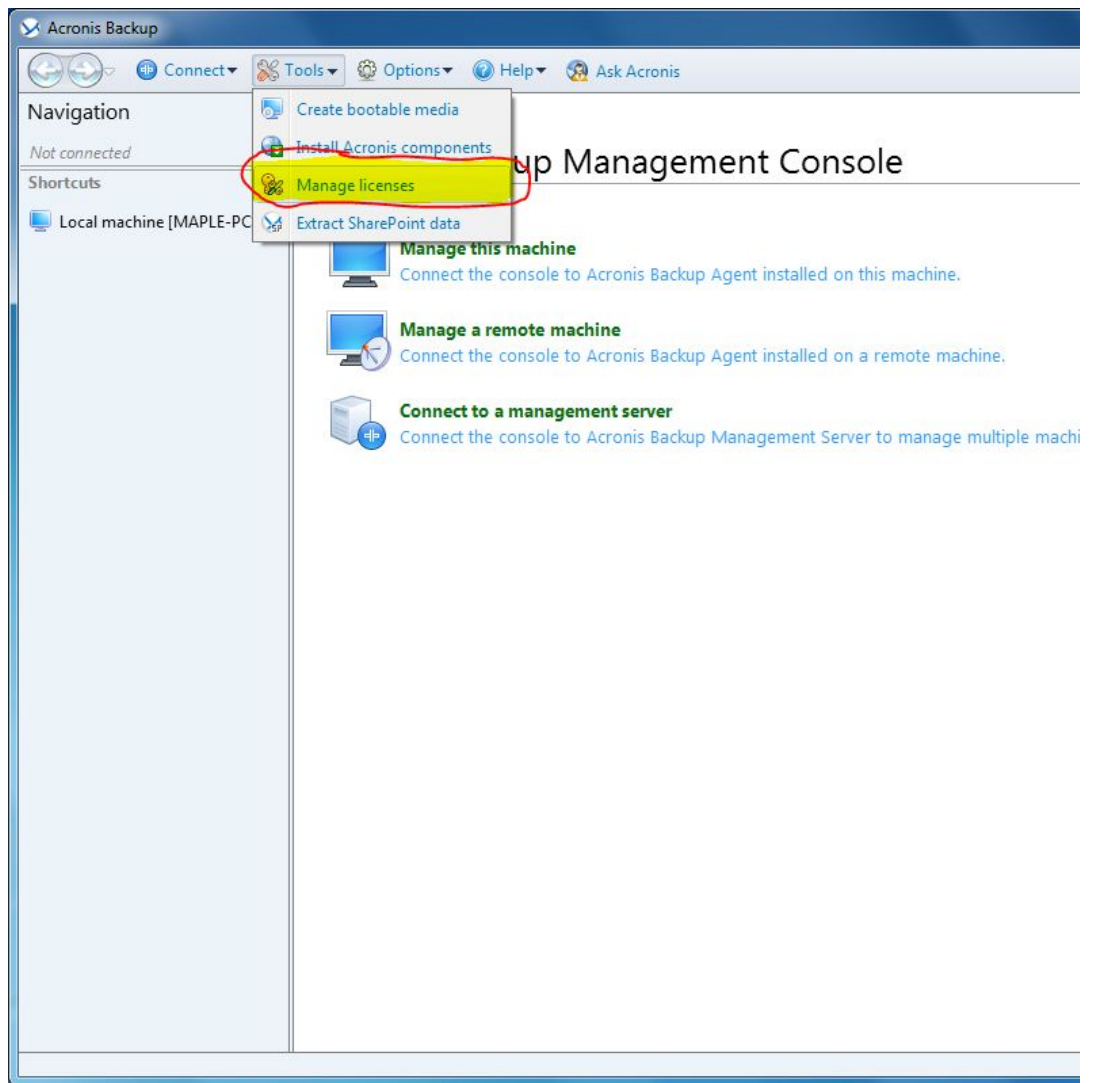 Acronis Backup
Connect Tools Options Help Ask Acronis
Navigation
Not connected
Shortcuts
Local machine [MAPLE-PC
Create bootable media
Install Acronis components
Manage licenses
Extract SharePoint data
up Management Console
Manage this machine
Connect the console to Acronis Backup Agent installed on this machine.
Manage a remote machine
Connect the console to Acronis Backup Agent installed on a remote machine.
Connect to a management server
Connect the console to Acronis Backup Management Server to manage multiple machi